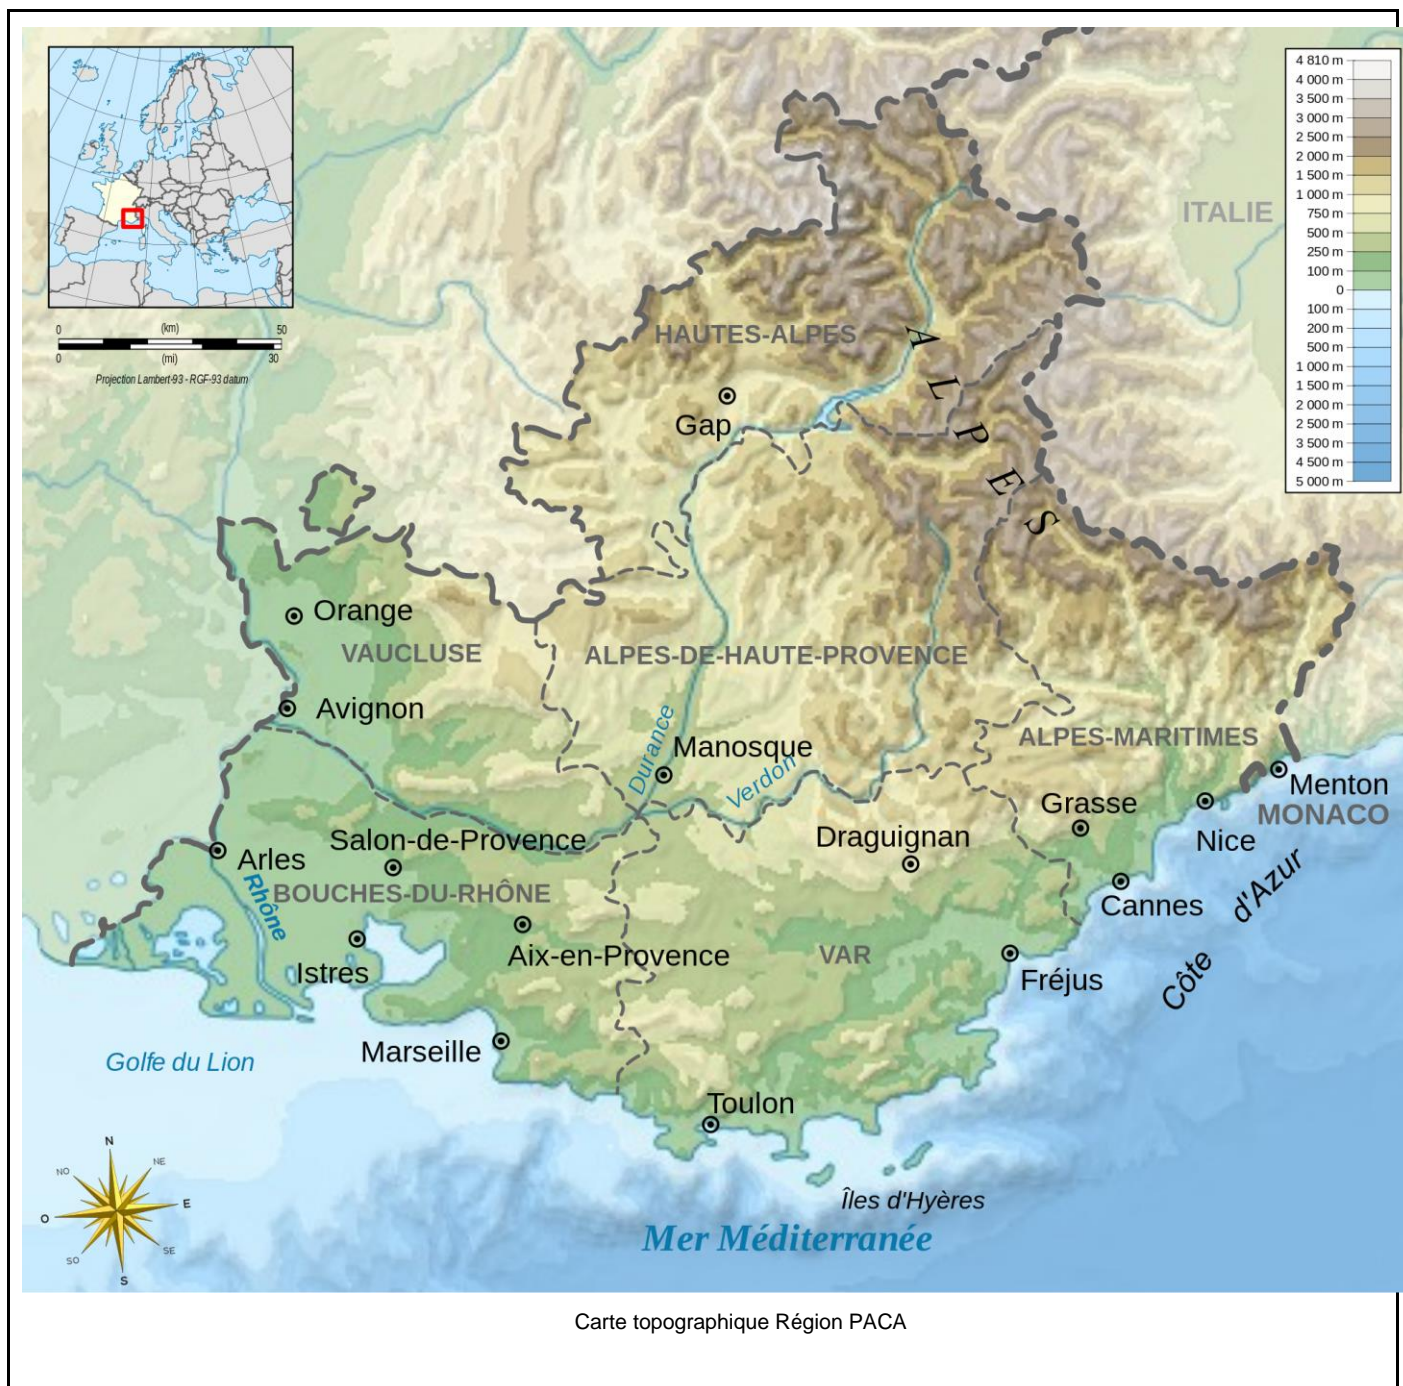 4 810 m
4 000 m
3 500 m
3 000 m
2 500 m
2 000 m
1 500 m
1 000 m
750 m
500 m
250 m
100 m
0
100 m
200 m
500 m
1 000 m
1 500 m
2 000 m
2 500 m
3 500 m
4 500 m
5 000 m
ITALIE
0 (km) 50
0 (mi) 30
Projection Lambert-93 - RGF-93 datum
HAUTES-ALPES
ALPES
Gap
Orange
VAUCLUSE
ALPES-DE-HAUTE-PROVENCE
Avignon
Durance
Manosque
Verdon
ALPES-MARITIMES
Menton
MONACO
Grasse
Nice
Salon-de-Provence
Draguignan
Arles
Rhône
BOUCHES-DU-RHÔNE
Cannes
Côte d'Azur
Istres
Aix-en-Provence
VAR
Fréjus
Marseille
Golfe du Lion
Toulon
Îles d'Hyères
Mer Méditerranée
N
NO
NE
O
E
SO
SE
S
Carte topographique Région PACA